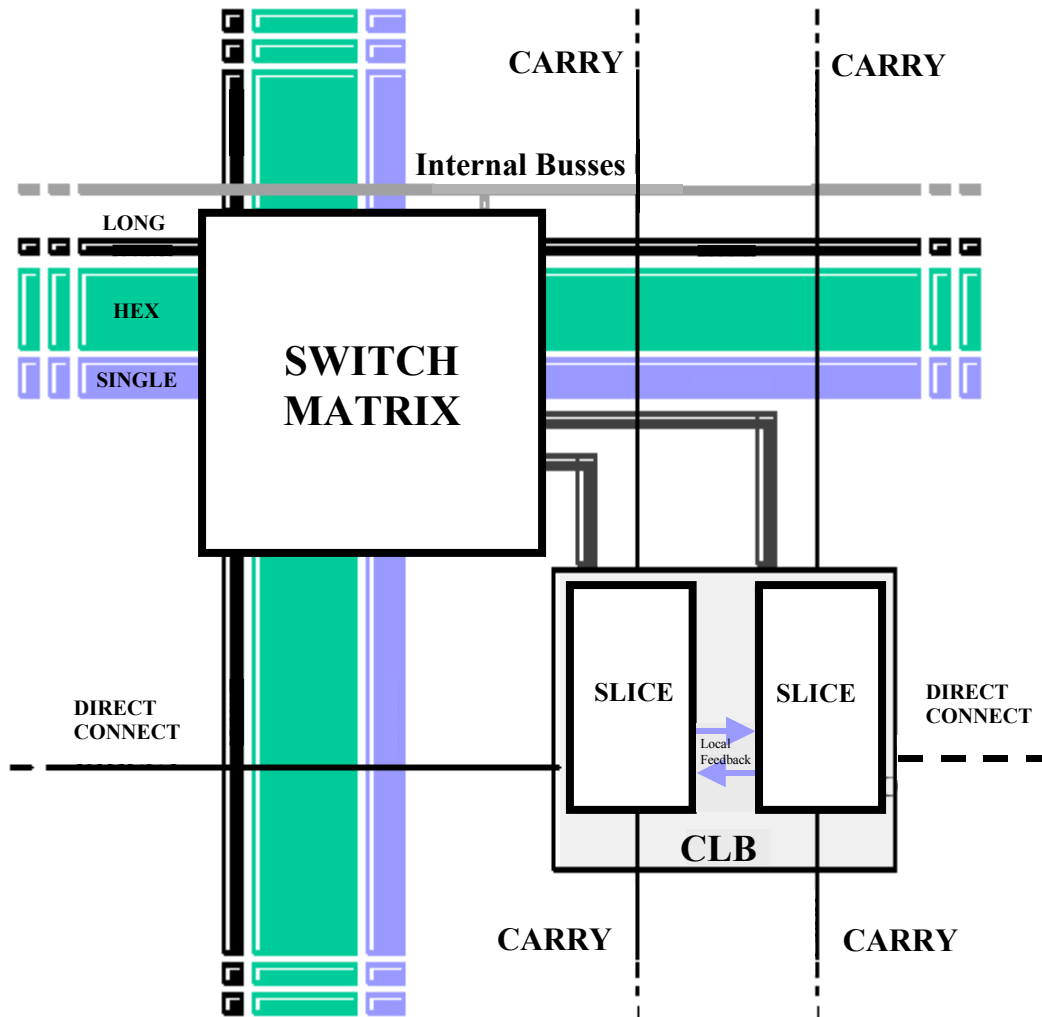 CARRY
CARRY
Internal Busses
LONG
HEX
SINGLE
SWITCH
MATRIX
SLICE
SLICE
DIRECT
CONNECT
DIRECT
CONNECT
Local
Feedback
CLB
CARRY
CARRY